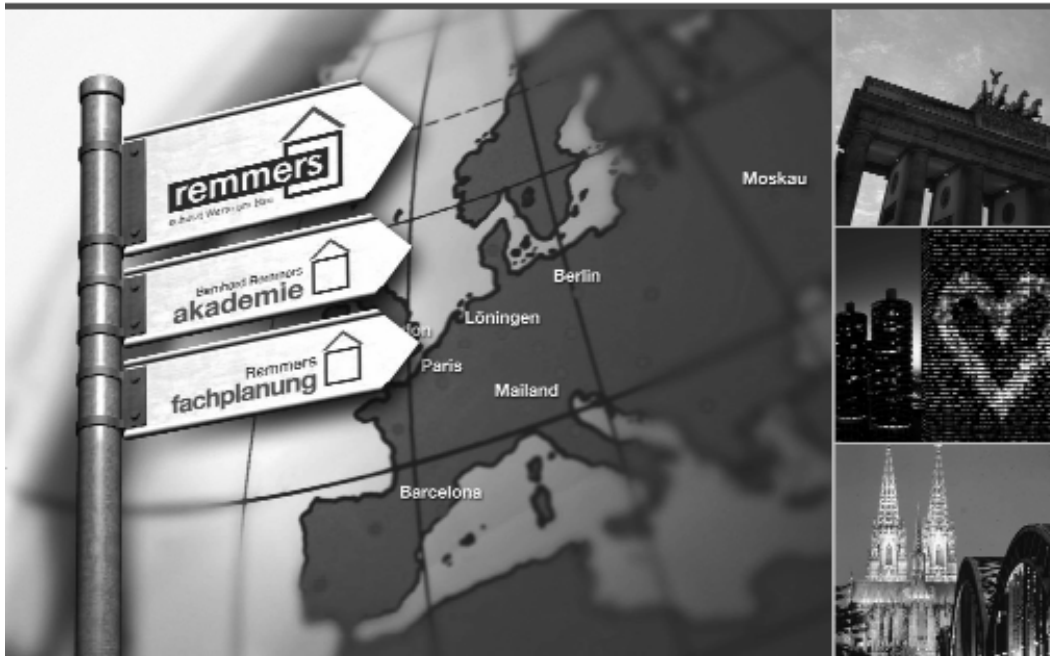 remmers
Bernhard Remmers
akademie
Remmers
fachplanung
Moskau
Berlin
Löningen
Paris
Mailand
Barcelona